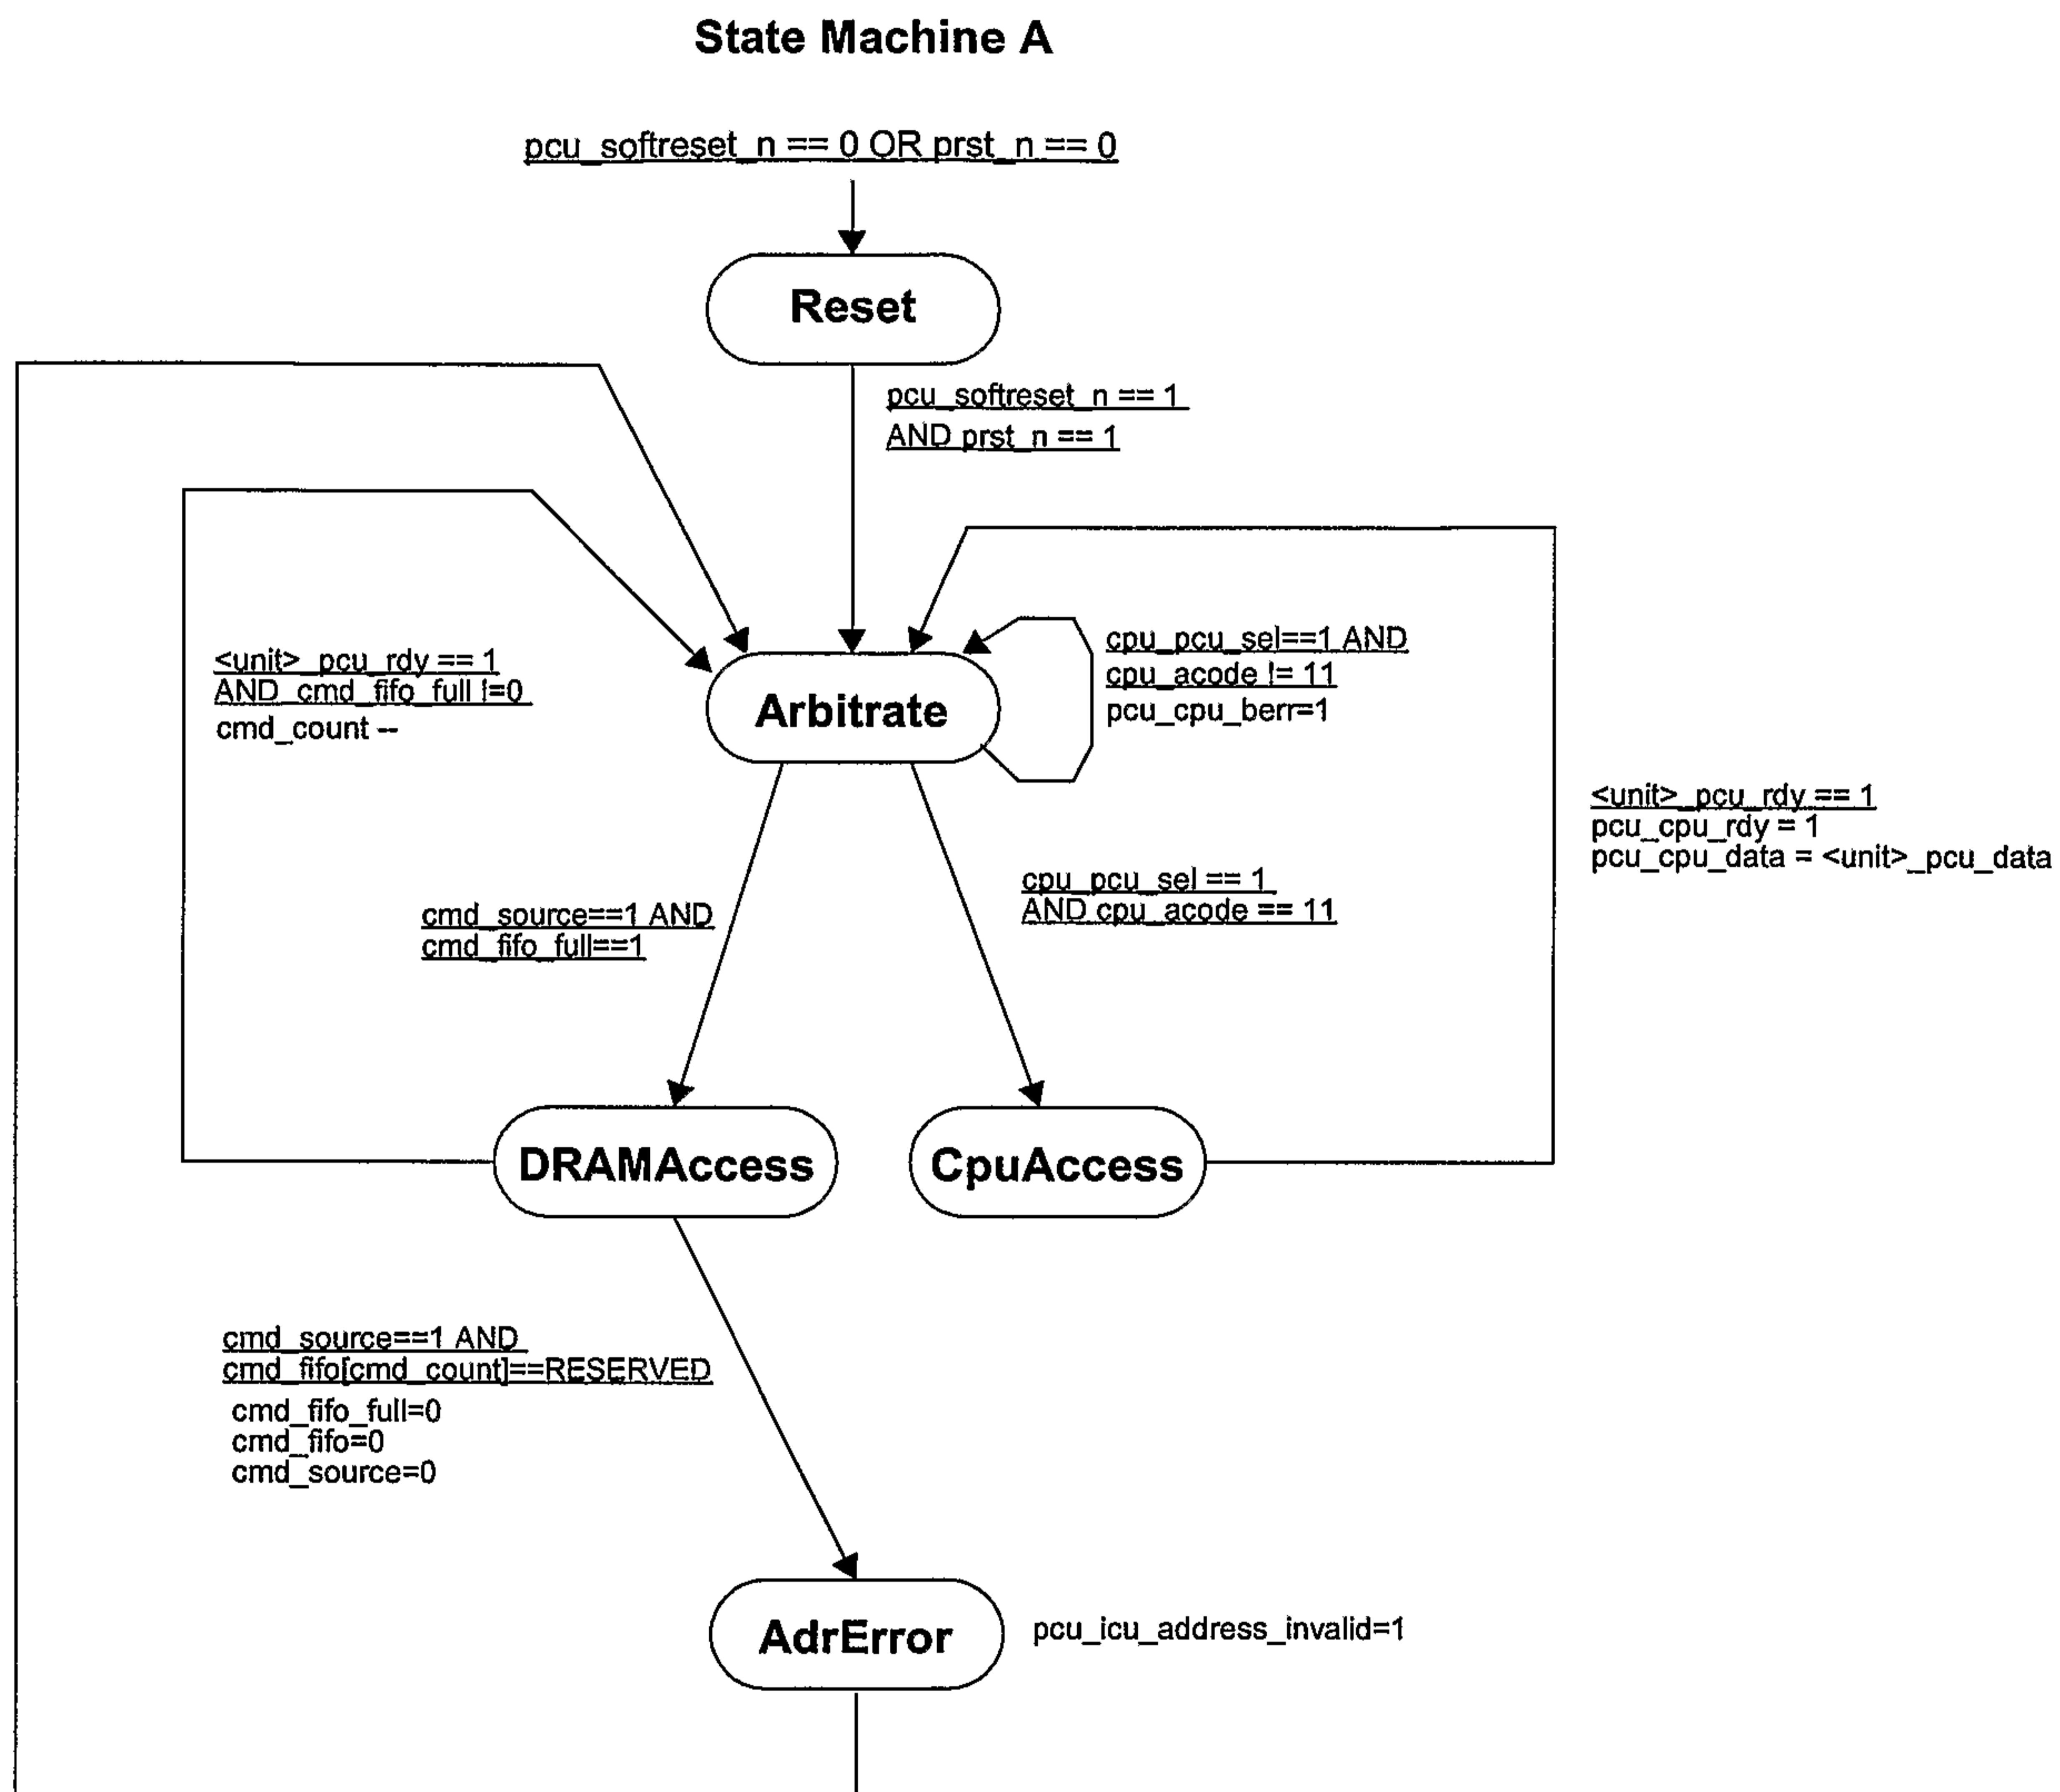 State Machine A
pcu_softreset_n == 0 OR prst_n == 0
Reset
pcu_softreset_n == 1
AND prst_n == 1
<unit>_pcu_rdy == 1
AND cmd_fifo_full !=0
cmd_count --
Arbitrate
cpu_pcu_sel==1 AND
cpu_acode != 11
pcu_cpu_berr=1
<unit>_pcu_rdy == 1
pcu_cpu_rdy = 1
pcu_cpu_data = <unit>_pcu_data
cmd_source==1 AND
cmd_fifo_full==1
cpu_pcu_sel == 1
AND cpu_acode == 11
DRAMAccess
CpuAccess
cmd_source==1 AND
cmd_fifo[cmd_count]==RESERVED
cmd_fifo_full=0
cmd_fifo=0
cmd_source=0
AdrError
pcu_icu_address_invalid=1